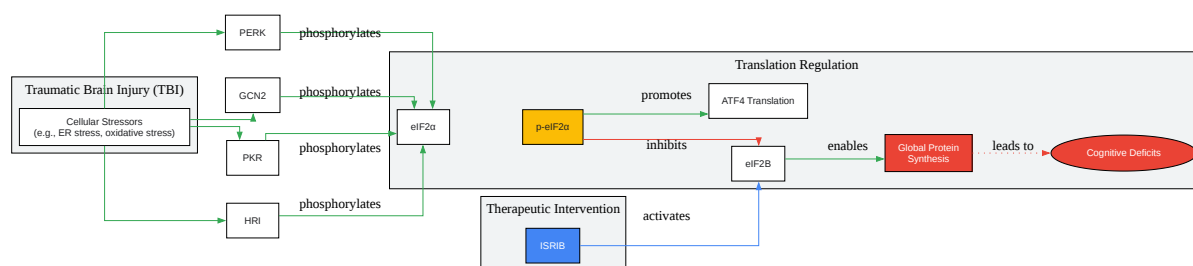 PERK
phosphorylates
Translation Regulation
Traumatic Brain Injury (TBI)
Cellular Stressors
(e.g., ER stress, oxidative stress)
GCN2
phosphorylates
PKR
phosphorylates
HRI
phosphorylates
eIF2α
p-eIF2α
promotes
ATF4 Translation
inhibits
eIF2B
enables
Global Protein
Synthesis
leads to
Cognitive Deficits
Therapeutic Intervention
ISRIB
activates